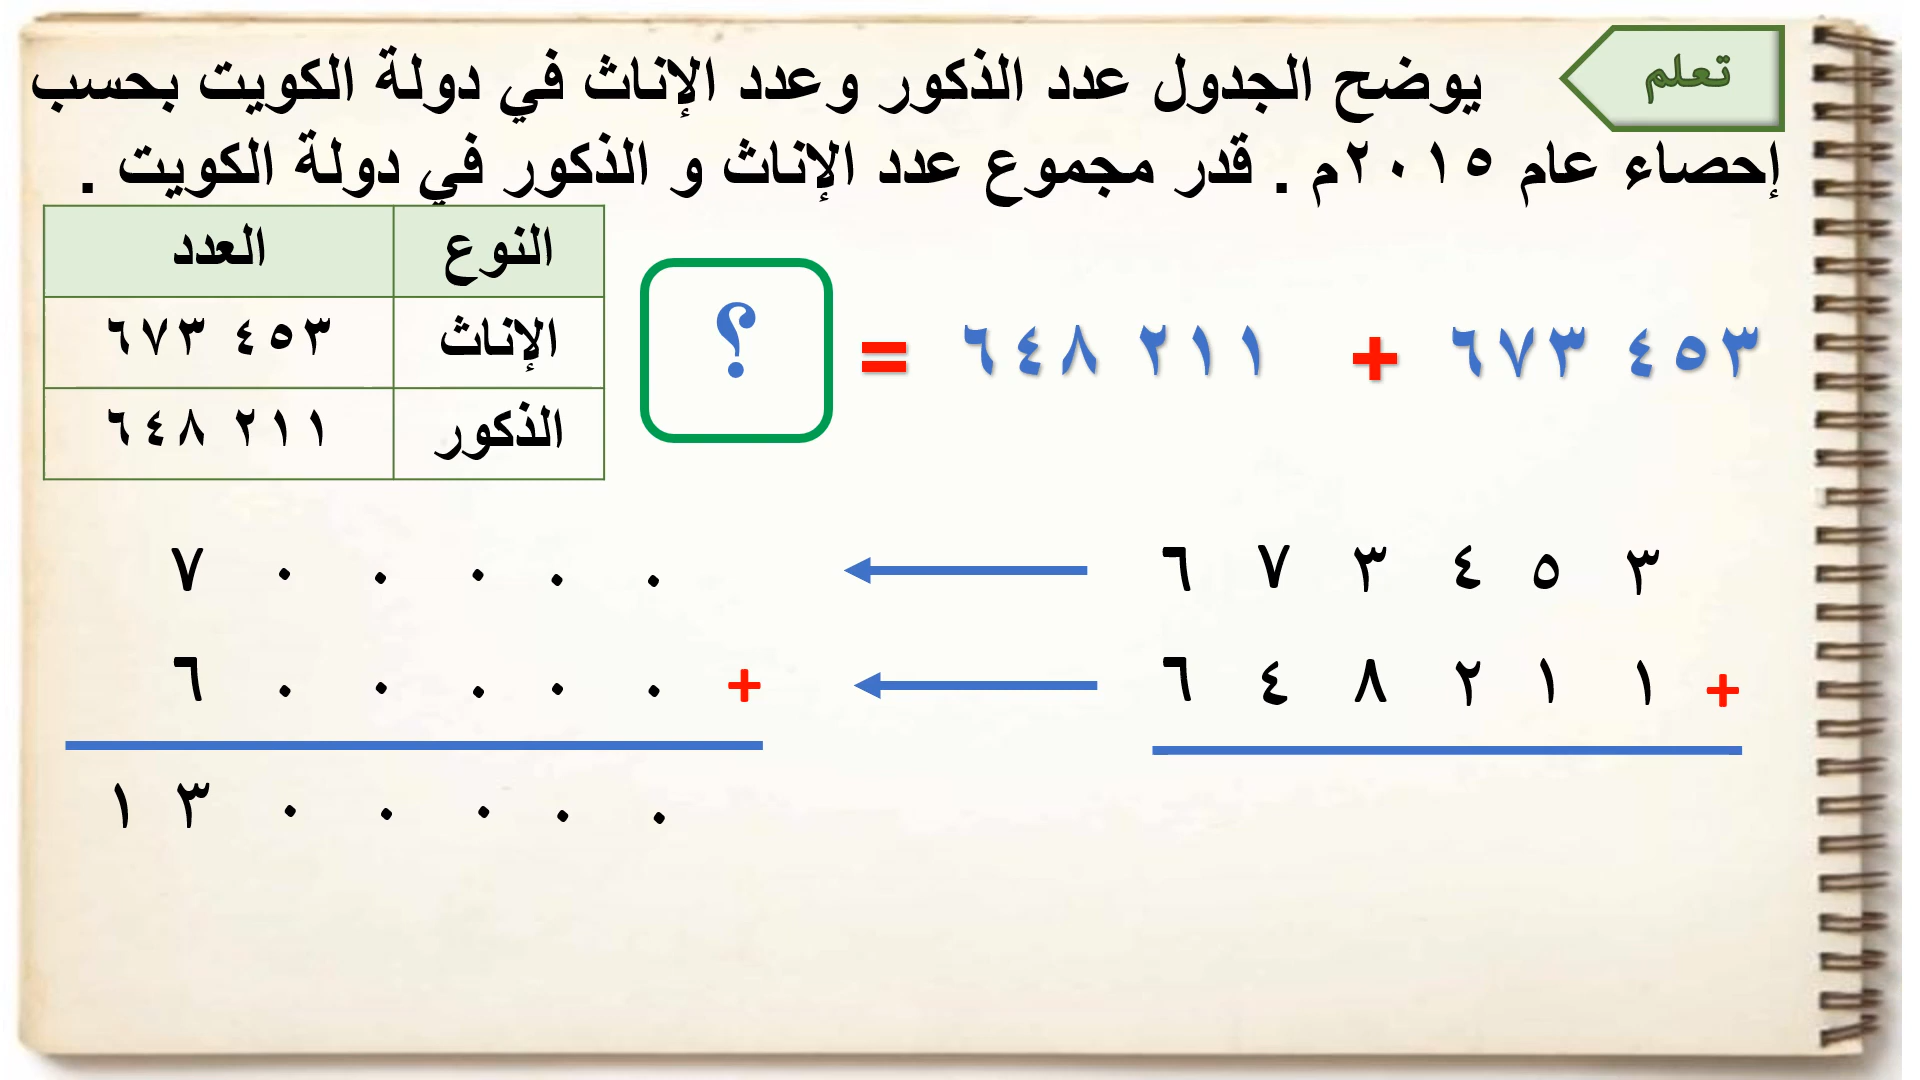 تعلم
يوضح الجدول عدد الذكور وعدد الإناث في دولة الكويت بحسب
إحصاء عام ٢٠١٥م . قدر مجموع عدد الإناث و الذكور في دولة الكويت .
النوع العدد
الإناث ٦٧٣ ٤٥٣
الذكور ٦٤٨ ٢١١
٦٧٣ ٤٥٣ + ٦٤٨ ٢١١ = ؟
٦ ٧ ٣ ٤ ٥ ٣
٧ ٠ ٠ ٠ ٠ ٠
٦ ٤ ٨ ٢ ١ ١ +
٦ ٠ ٠ ٠ ٠ ٠ +
١ ٣ ٠ ٠ ٠ ٠ ٠